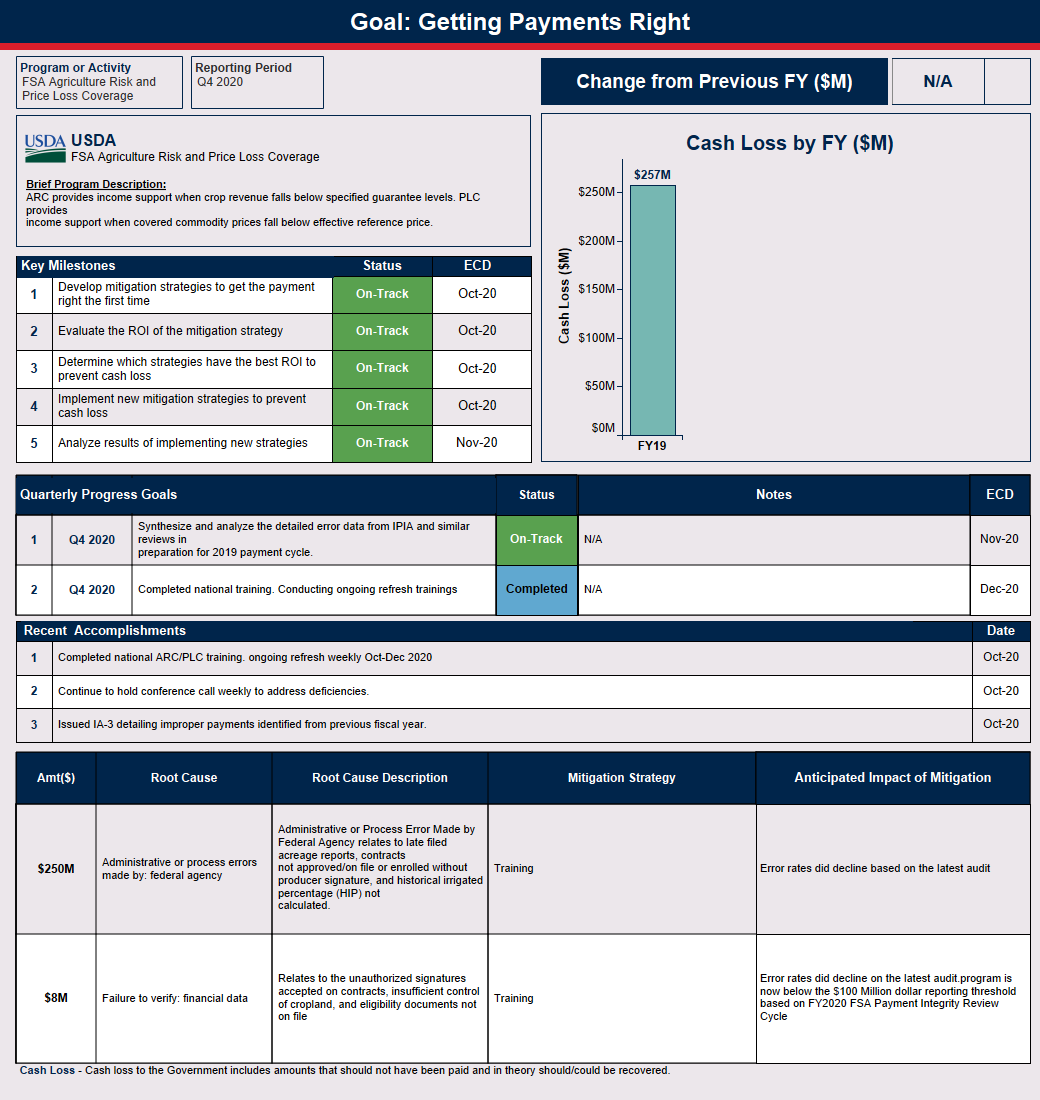 Goal: Getting Payments Right
Program or Activity
FSA Agriculture Risk and
Price Loss Coverage
Reporting Period
Q4 2020
Change from Previous FY ($M)
N/A
USDA
USDA
FSA Agriculture Risk and Price Loss Coverage
Brief Program Description:
ARC provides income support when crop revenue falls below specified guarantee levels. PLC
provides
income support when covered commodity prices fall below effective reference price.
Cash Loss by FY ($M)
$257M
$250M
$200M
$150M
$100M
$50M
$0M
Cash Loss ($M)
FY19
Key Milestones Status ECD
1 Develop mitigation strategies to get the payment
right the first time On-Track Oct-20
2 Evaluate the ROI of the mitigation strategy On-Track Oct-20
3 Determine which strategies have the best ROI to
prevent cash loss On-Track Oct-20
4 Implement new mitigation strategies to prevent
cash loss On-Track Oct-20
5 Analyze results of implementing new strategies On-Track Nov-20
Quarterly Progress Goals Status Notes ECD
1 Q4 2020 Synthesize and analyze the detailed error data from IPIA and similar
reviews in
preparation for 2019 payment cycle. On-Track N/A Nov-20
2 Q4 2020 Completed national training. Conducting ongoing refresh trainings Completed N/A Dec-20
Recent Accomplishments Date
1 Completed national ARC/PLC training. ongoing refresh weekly Oct-Dec 2020 Oct-20
2 Continue to hold conference call weekly to address deficiencies. Oct-20
3 Issued IA-3 detailing improper payments identified from previous fiscal year. Oct-20
Amt($) Root Cause Root Cause Description Mitigation Strategy Anticipated Impact of Mitigation
$250M
Administrative or process errors
made by: federal agency
Administrative or Process Error Made by
Federal Agency relates to late filed
acreage reports, contracts
not approved/on file or enrolled without
producer signature, and historical irrigated
percentage (HIP) not
calculated.
Training
Error rates did decline based on the latest audit
$8M
Failure to verify: financial data
Relates to the unauthorized signatures
accepted on contracts, insufficient control
of cropland, and eligibility documents not
on file
Training
Error rates did decline on the latest audit.program is
now below the $100 Million dollar reporting threshold
based on FY2020 FSA Payment Integrity Review
Cycle
Cash Loss - Cash loss to the Government includes amounts that should not have been paid and in theory should/could be recovered.